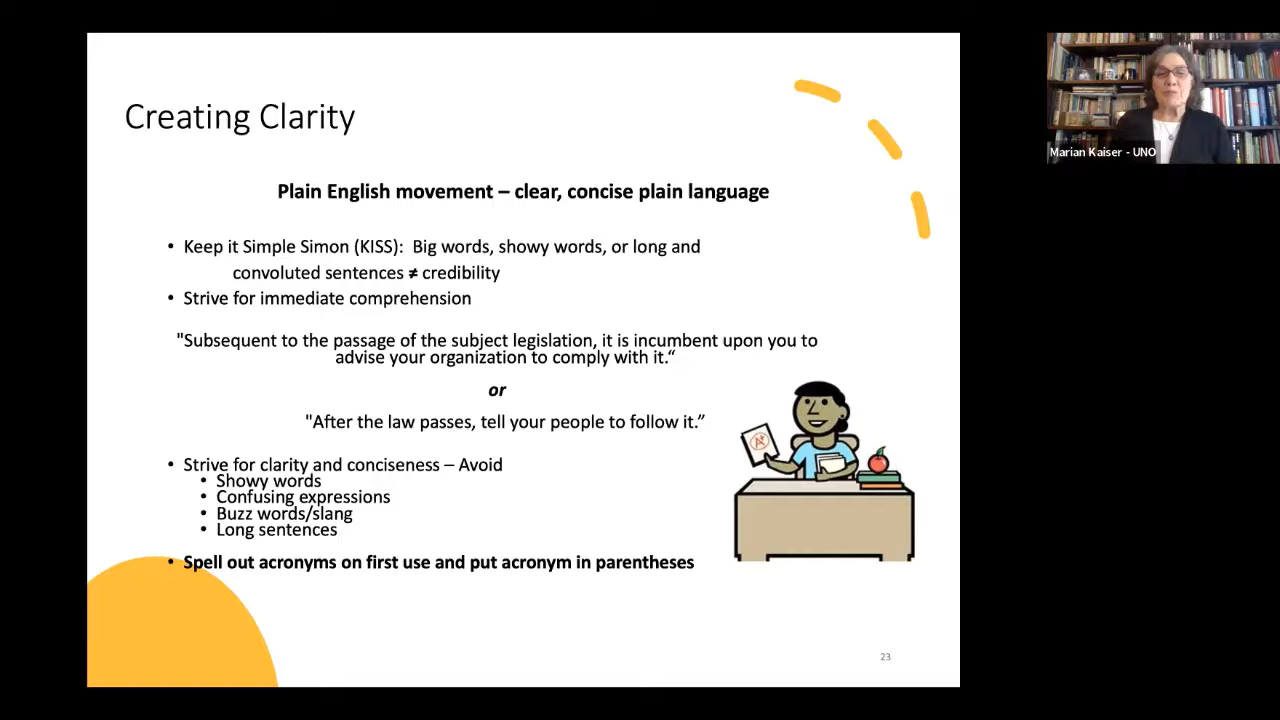 Creating Clarity
Plain English movement – clear, concise plain language
• Keep it Simple Simon (KISS): Big words, showy words, or long and
convoluted sentences ≠ credibility
• Strive for immediate comprehension
"Subsequent to the passage of the subject legislation, it is incumbent upon you to
advise your organization to comply with it.“
or
"After the law passes, tell your people to follow it.”
• Strive for clarity and conciseness – Avoid
• Showy words
• Confusing expressions
• Buzz words/slang
• Long sentences
• Spell out acronyms on first use and put acronym in parentheses
A+
23
Marian Kaiser - UNO